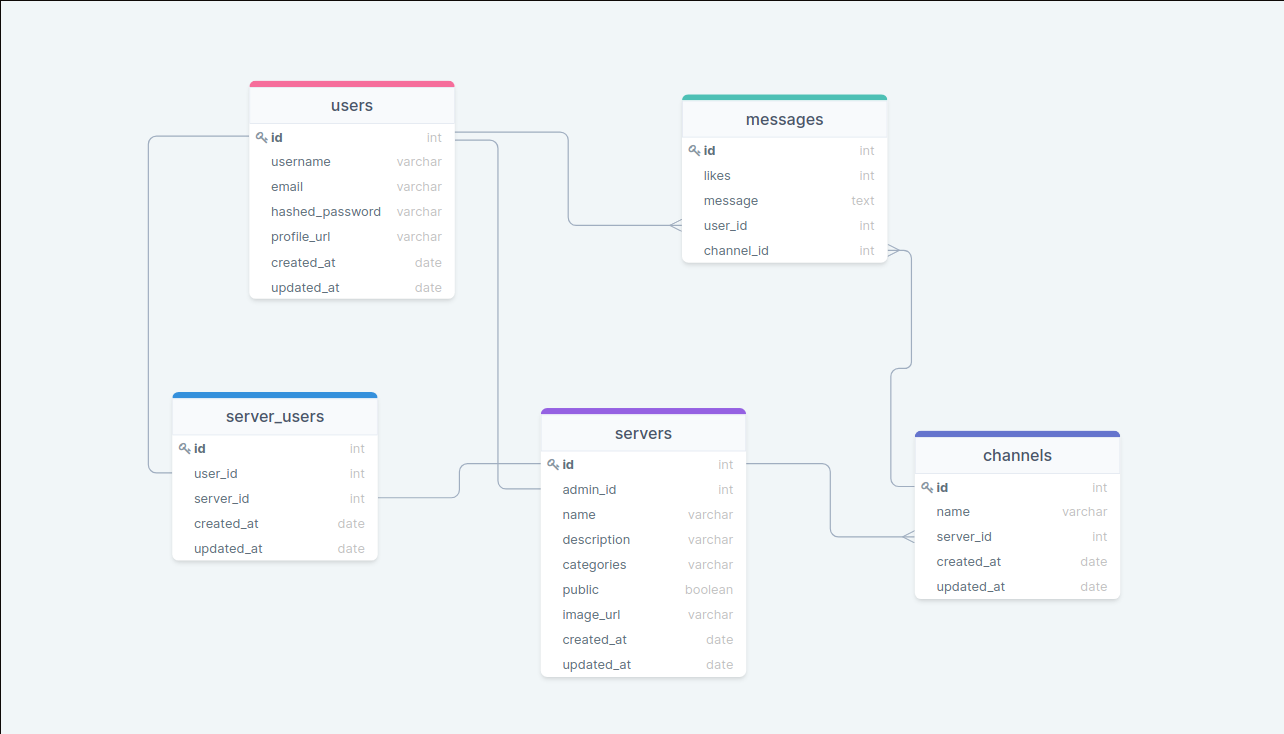 users
id int
username varchar
email varchar
hashed_password varchar
profile_url varchar
created_at date
updated_at date
messages
id int
likes int
message text
user_id int
channel_id int
server_users
id int
user_id int
server_id int
created_at date
updated_at date
servers
id int
admin_id int
name varchar
description varchar
categories varchar
public boolean
image_url varchar
created_at date
updated_at date
channels
id int
name varchar
server_id int
created_at date
updated_at date